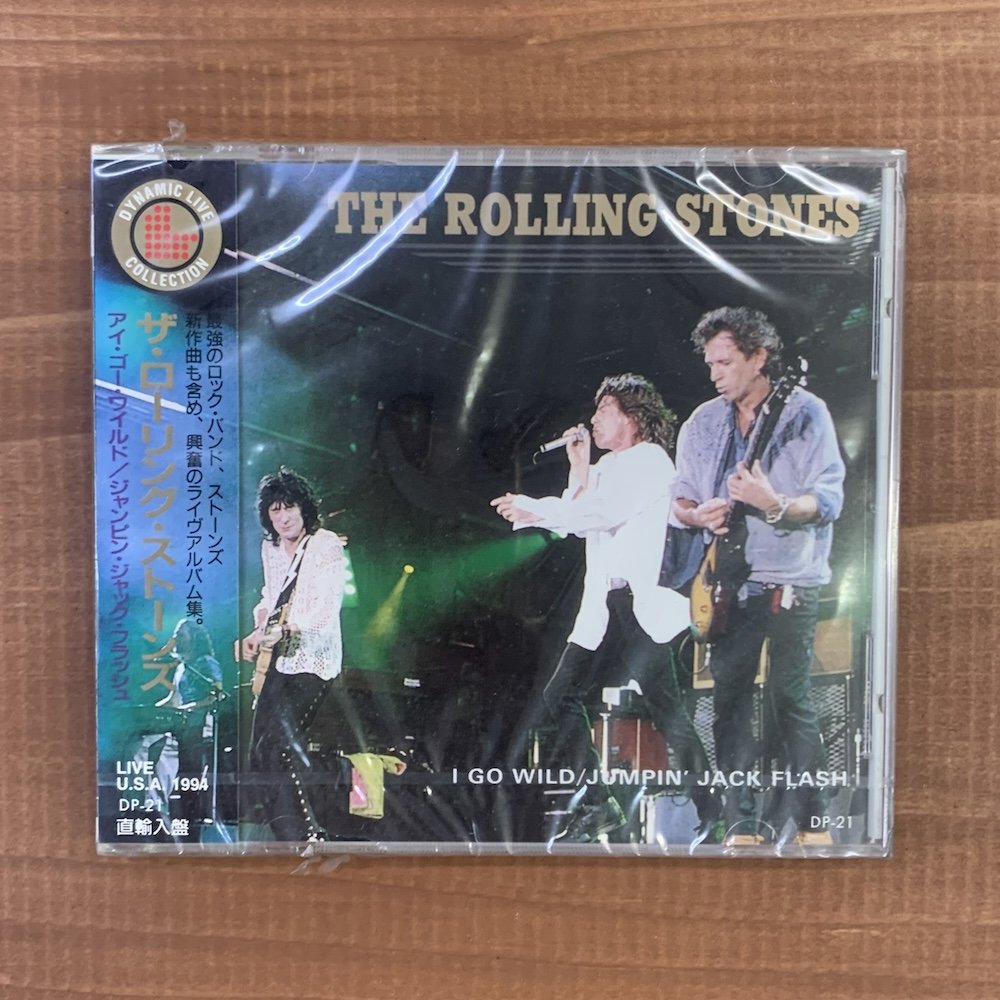 DYNAMIC LIVE
COLLECTION
THE ROLLING STONES
最強のロック・バンド、ストーンズ
新作曲も含め、興奮のライヴアルバム集。
ザ・ローリング・ストーンズ
アイ・ゴー・ワイルド/ジャンピン・ジャック・フラッシュ
LIVE
U.S.A. 1994
DP-21
直輸入盤
I GO WILD/JUMPIN' JACK FLASH
DP-21